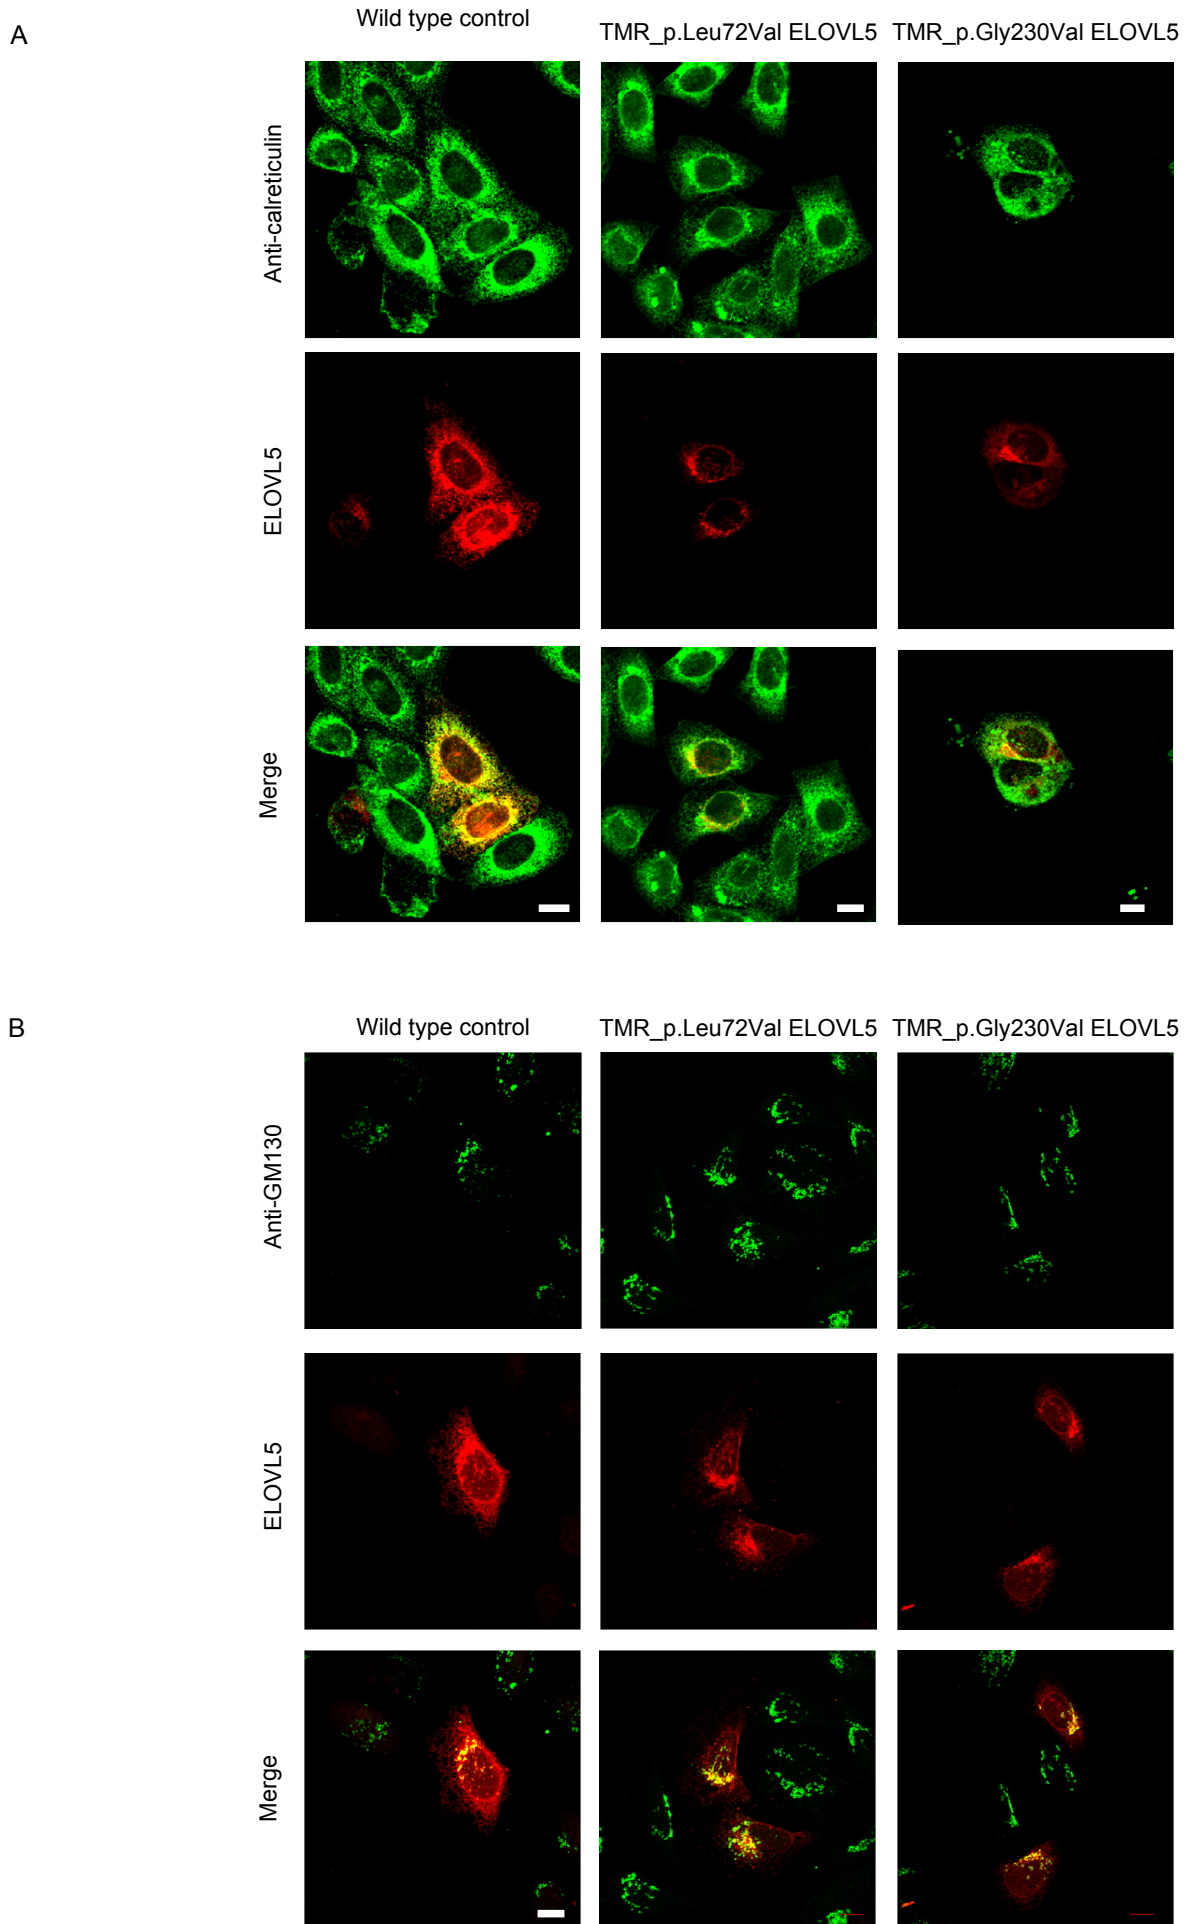 A
Wild type control
TMR_p.Leu72Val ELOVL5
TMR_p.Gly230Val ELOVL5
Anti-calreticulin
ELOVL5
Merge
B
Wild type control
TMR_p.Leu72Val ELOVL5
TMR_p.Gly230Val ELOVL5
Anti-GM130
ELOVL5
Merge